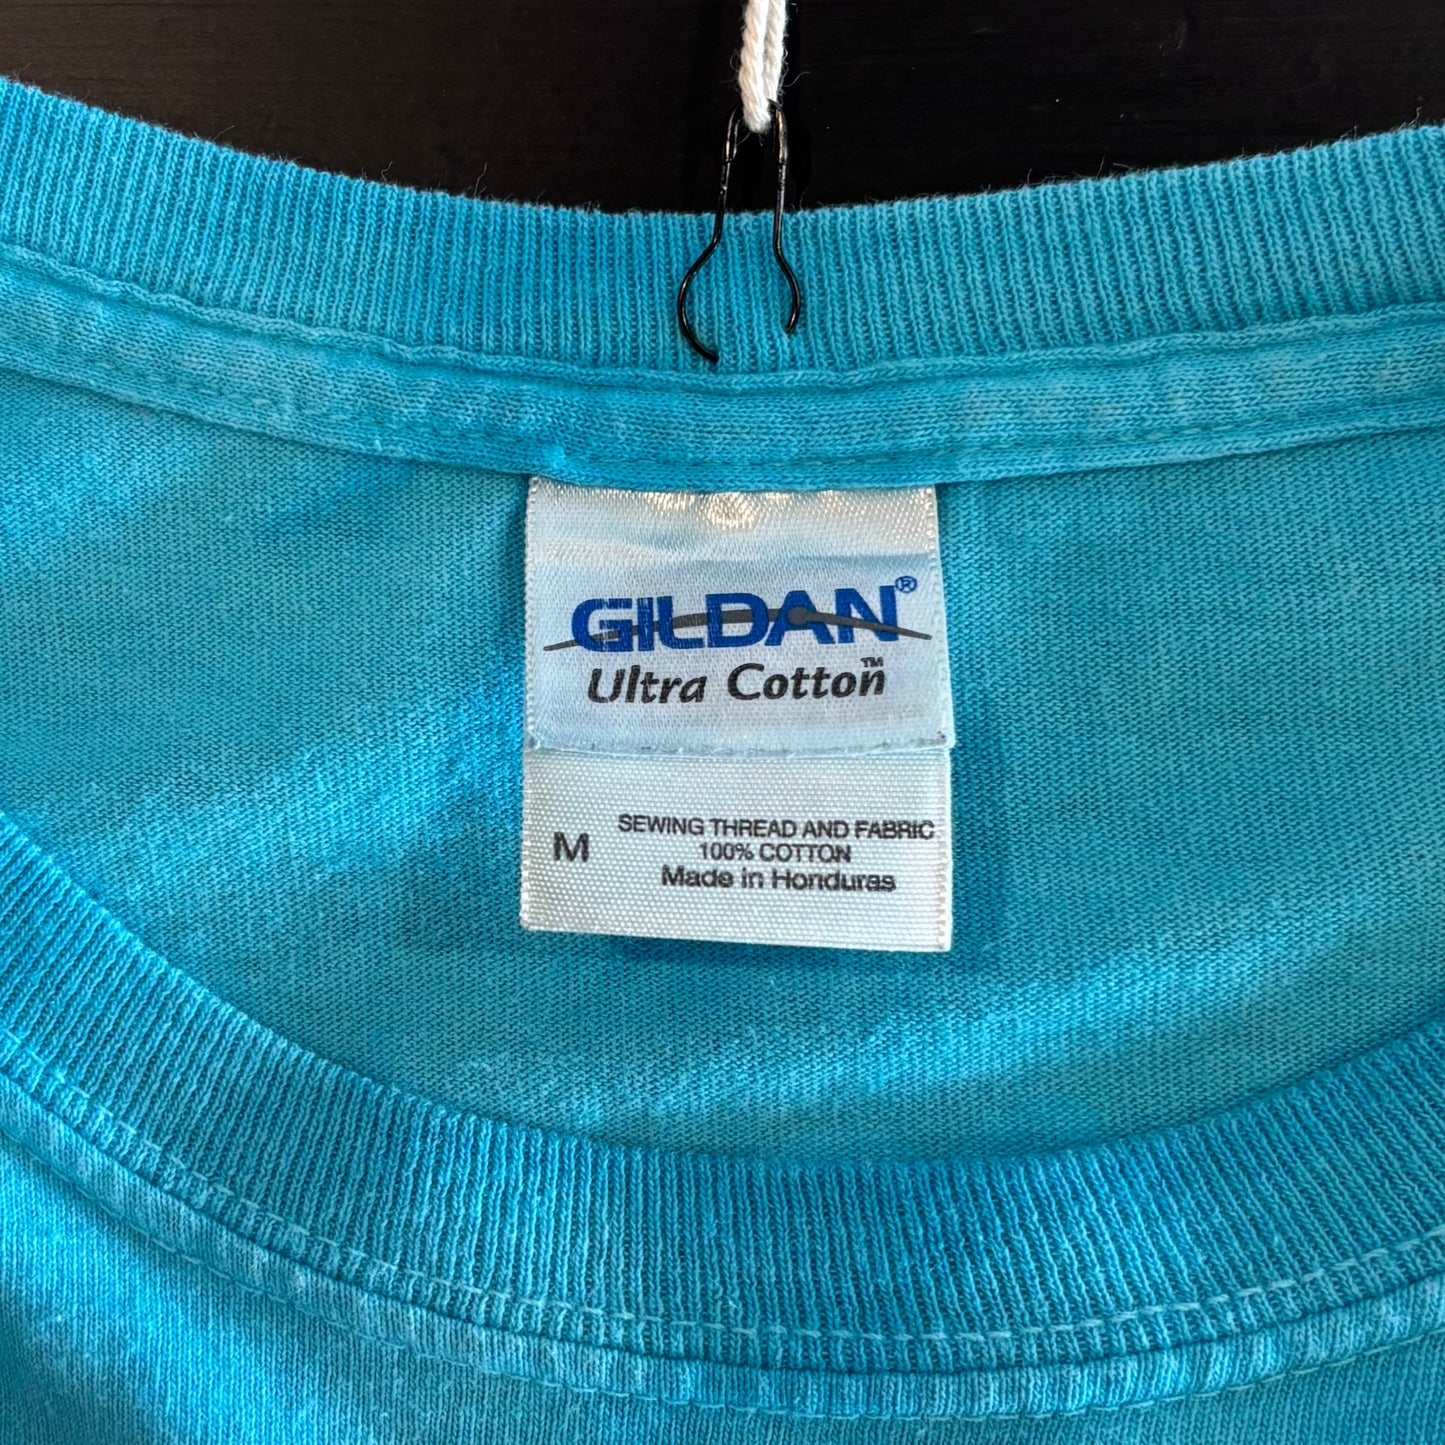 GILDAN®
Ultra Cotton™
M
SEWING THREAD AND FABRIC
100% COTTON
Made in Honduras